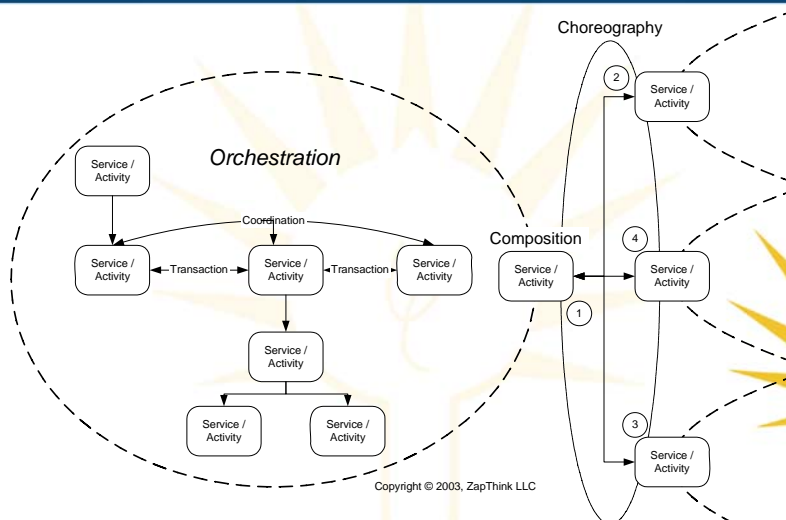 Choreography
2
Service /
Activity
Orchestration
Service /
Activity
Coordination
Service /
Activity
Transaction
Service /
Activity
Transaction
Service /
Activity
Composition
Service /
Activity
1
4
Service /
Activity
Service /
Activity
Service /
Activity
Service /
Activity
3
Service /
Activity
Copyright © 2003, ZapThink LLC